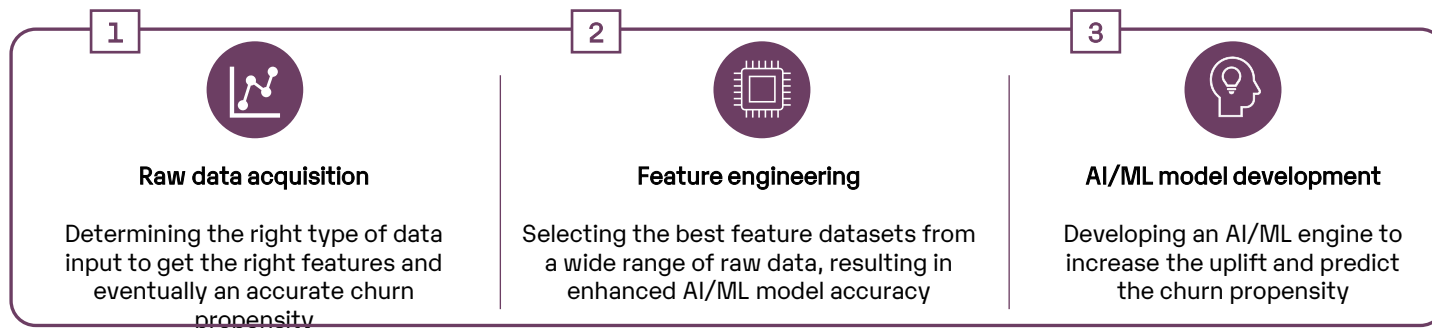 1
Raw data acquisition
Determining the right type of data
input to get the right features and
eventually an accurate churn
propensity
2
Feature engineering
Selecting the best feature datasets from
a wide range of raw data, resulting in
enhanced AI/ML model accuracy
3
AI/ML model development
Developing an AI/ML engine to
increase the uplift and predict
the churn propensity